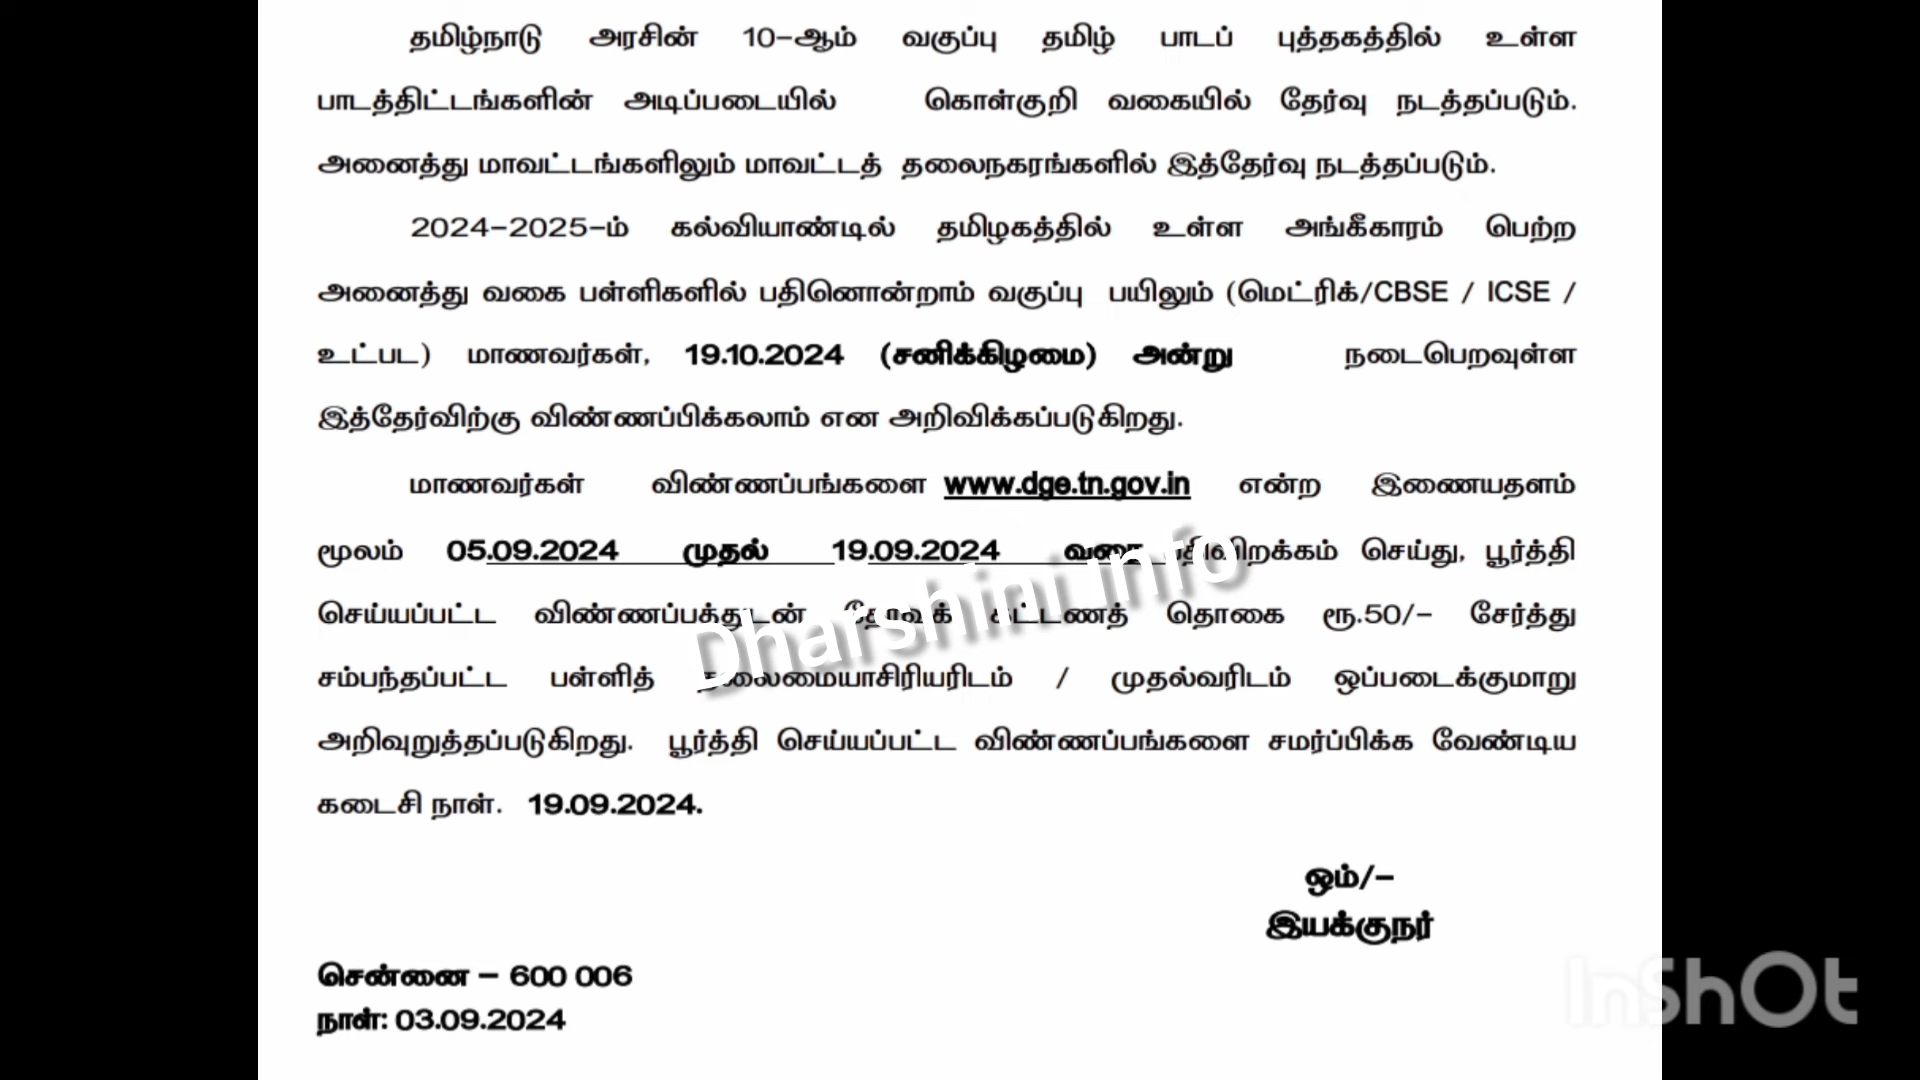 தமிழ்நாடு அரசின் 10-ஆம் வகுப்பு தமிழ் பாடப் புத்தகத்தில் உள்ள
பாடத்திட்டங்களின் அடிப்படையில் கொள்குறி வகையில் தேர்வு நடத்தப்படும்.
அனைத்து மாவட்டங்களிலும் மாவட்டத் தலைநகரங்களில் இத்தேர்வு நடத்தப்படும்.
2024-2025-ம் கல்வியாண்டில் தமிழகத்தில் உள்ள அங்கீகாரம் பெற்ற
அனைத்து வகை பள்ளிகளில் பதினொன்றாம் வகுப்பு பயிலும் (மெட்ரிக்/CBSE / ICSE /
உட்பட) மாணவர்கள், 19.10.2024 (சனிக்கிழமை) அன்று நடைபெறவுள்ள
இத்தேர்விற்கு விண்ணப்பிக்கலாம் என அறிவிக்கப்படுகிறது.
மாணவர்கள் விண்ணப்பங்களை www.dge.tn.gov.in என்ற இணையதளம்
மூலம் 05.09.2024 முதல் 19.09.2024 வரை பதிவிறக்கம் செய்து, பூர்த்தி
செய்யப்பட்ட விண்ணப்பத்துடன் தேர்வுக் கட்டணத் தொகை ரூ.50/- சேர்த்து
சம்பந்தப்பட்ட பள்ளித் தலைமையாசிரியரிடம் / முதல்வரிடம் ஒப்படைக்குமாறு
அறிவுறுத்தப்படுகிறது. பூர்த்தி செய்யப்பட்ட விண்ணப்பங்களை சமர்ப்பிக்க வேண்டிய
கடைசி நாள். 19.09.2024.
Dharshini info
ஒம்/-
இயக்குநர்
சென்னை – 600 006
நாள்: 03.09.2024
InShOt